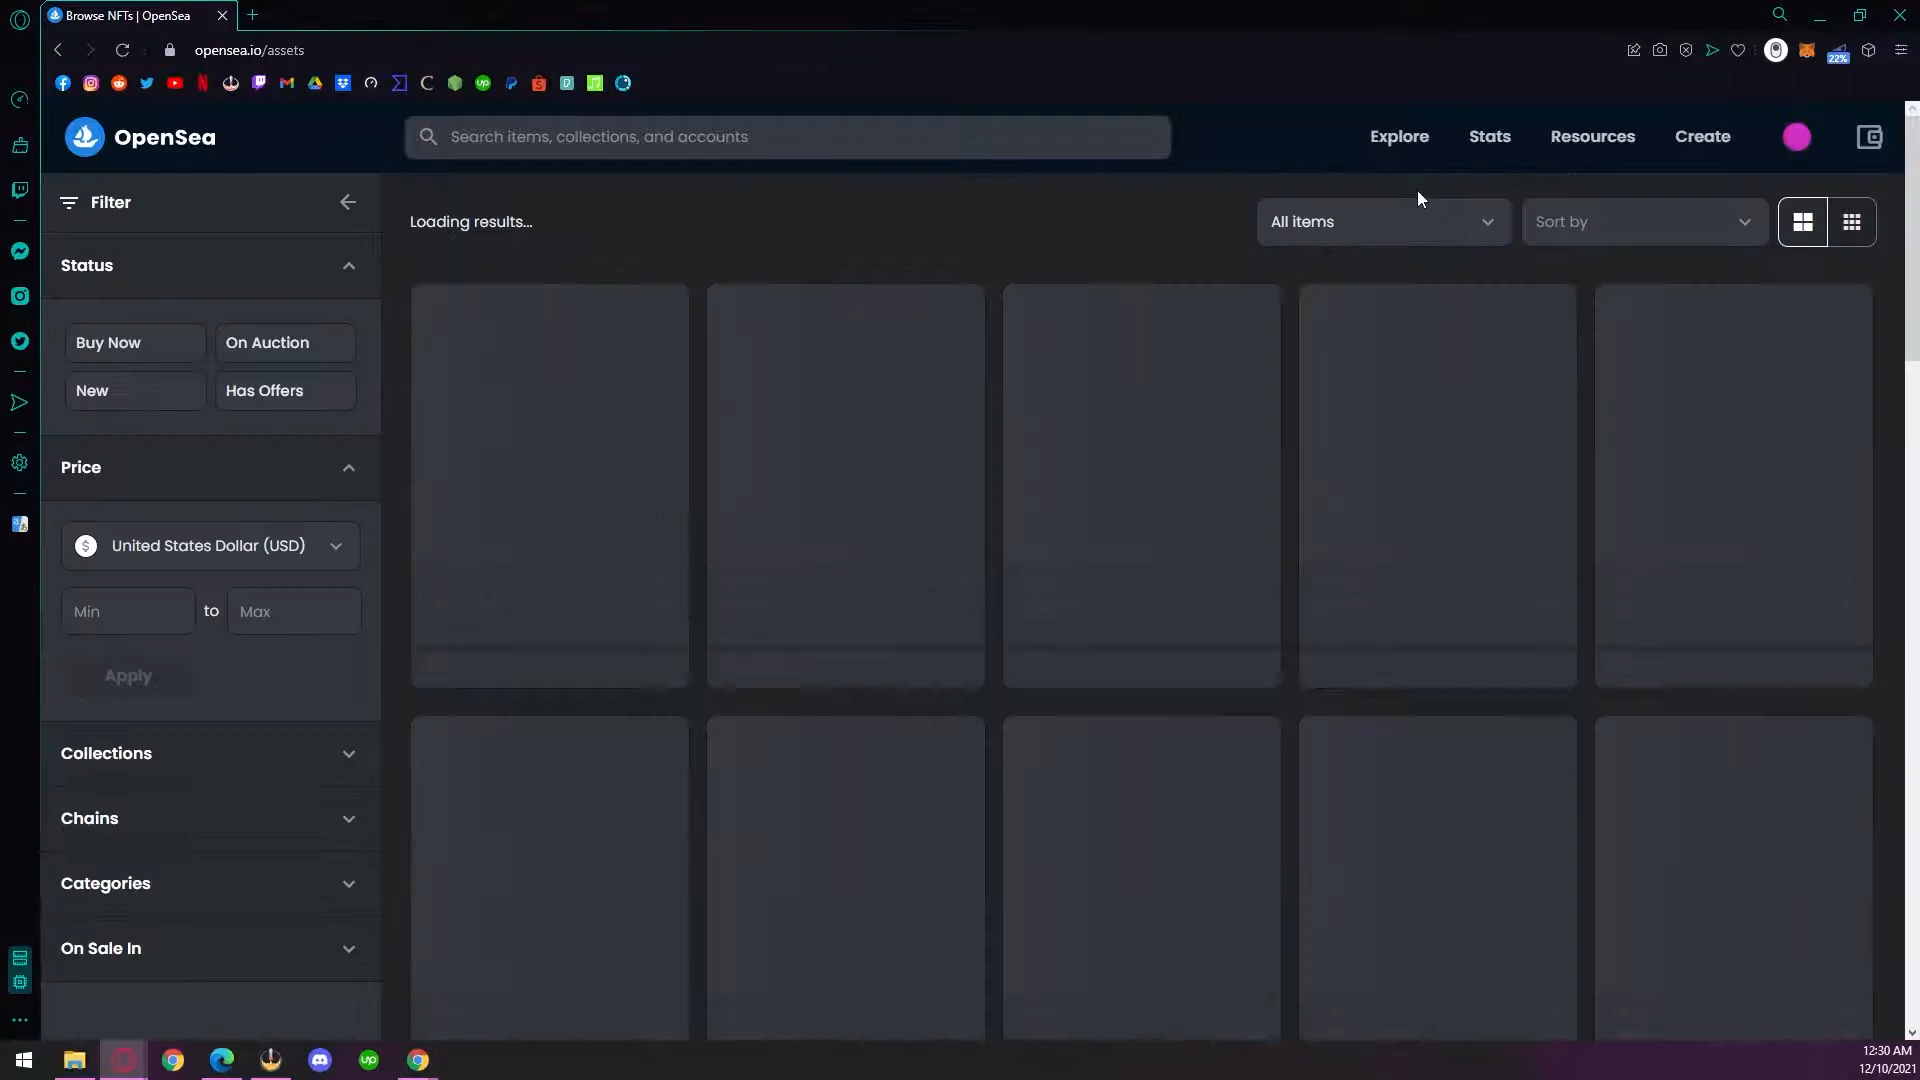 Browse NFTs | OpenSea
opensea.io/assets
22%
OpenSea
Search items, collections, and accounts
Explore
Stats
Resources
Create
Filter
Loading results...
All items
Sort by
Status
Buy Now
On Auction
New
Has Offers
Price
$ United States Dollar (USD)
Min
to
Max
Apply
Collections
Chains
Categories
On Sale In
12:30 AM
12/10/2021